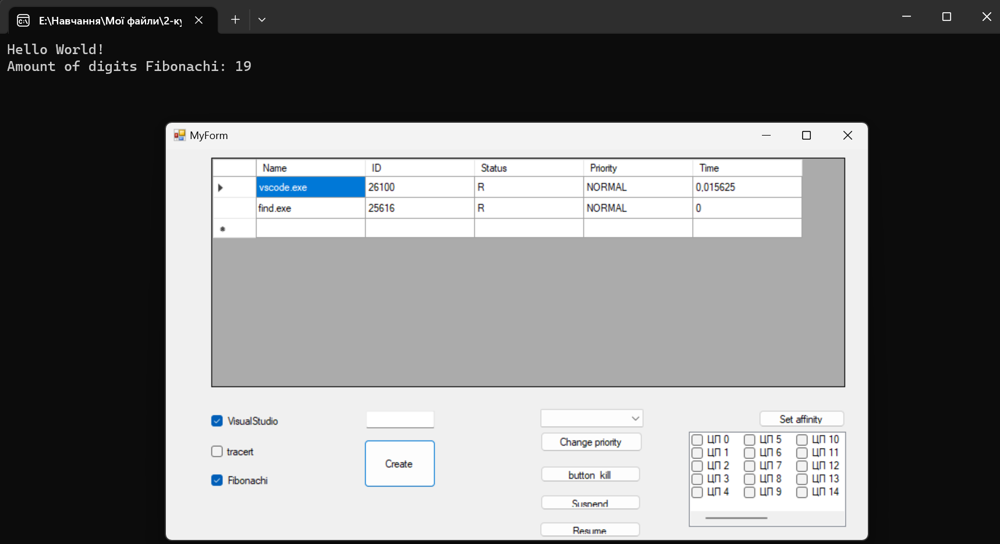 E:\Навчання\Мої файли\2-ку
Hello World!
Amount of digits Fibonachi: 19
MyForm
Name ID Status Priority Time
vscode.exe 26100 R NORMAL 0,015625
find.exe 25616 R NORMAL 0
VisualStudio
tracert
Fibonachi
Create
Change priority
button kill
Suspend
Resume
Set affinity
ЦП 0 ЦП 5 ЦП 10
ЦП 1 ЦП 6 ЦП 11
ЦП 2 ЦП 7 ЦП 12
ЦП 3 ЦП 8 ЦП 13
ЦП 4 ЦП 9 ЦП 14